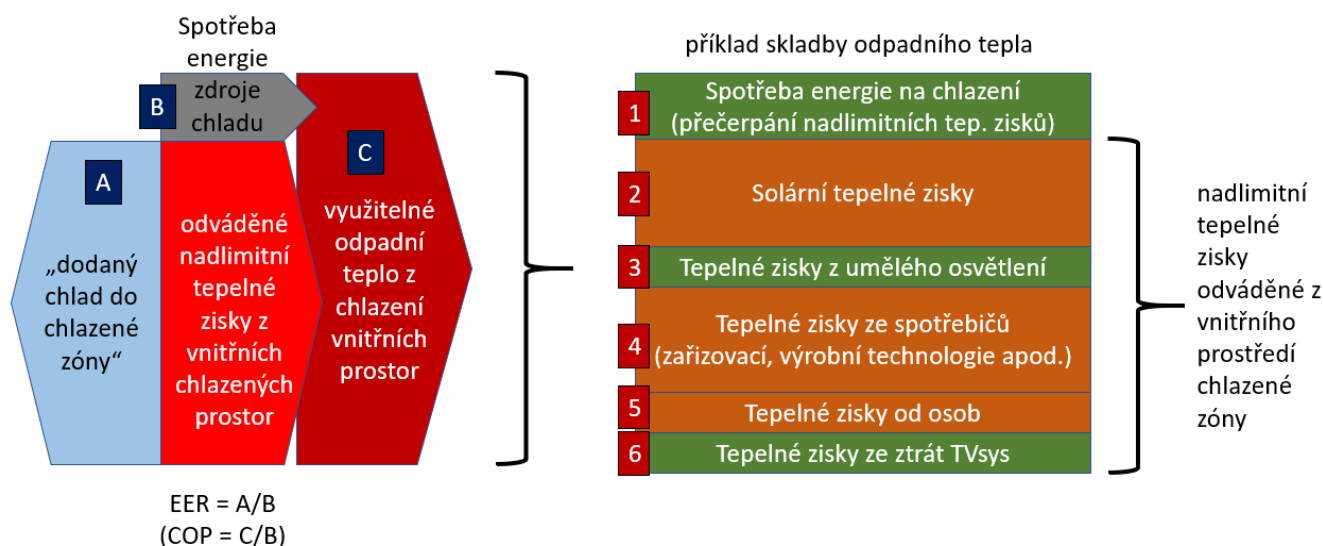 Spotřeba
energie
zdroje
chladu
B
A
„dodaný
chlad do
chlazené
zóny“
odváděné
nadlimitní
tepelné
zisky z
vnitřních
chlazených
prostor
C
využitelné
odpadní
teplo z
chlazení
vnitřních
prostor
EER = A/B
(COP = C/B)
příklad skladby odpadního tepla
1
Spotřeba energie na chlazení
(přečerpání nadlimitních tep. zisků)
2
Solární tepelné zisky
3
Tepelné zisky z umělého osvětlení
4
Tepelné zisky ze spotřebičů
(zařizovací, výrobní technologie apod.)
5
Tepelné zisky od osob
6
Tepelné zisky ze ztrát TVsys
nadlimitní
tepelné
zisky
odváděné z
vnitřního
prostředí
chlazené
zóny